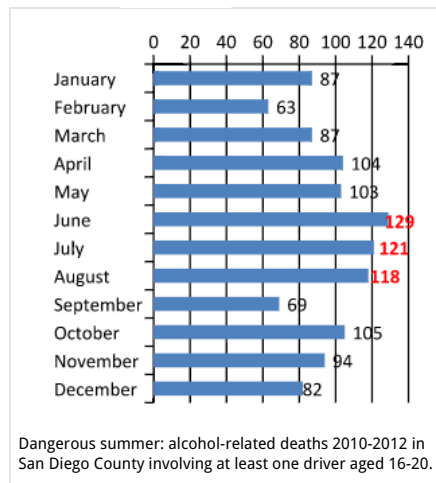 0 20 40 60 80 100 120 140
January 87
February 63
March 87
April 104
May 103
June 129
July 121
August 118
September 69
October 105
November 94
December 82
Dangerous summer: alcohol-related deaths 2010-2012 in
San Diego County involving at least one driver aged 16-20.